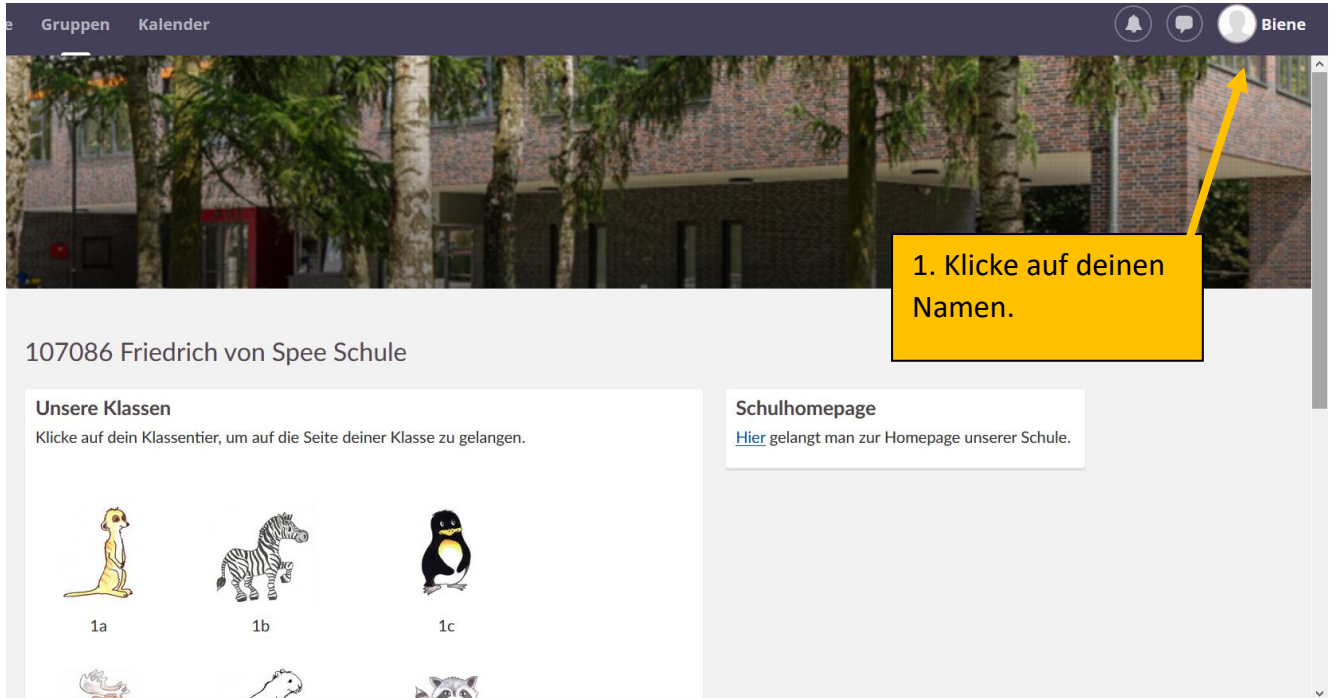 Gruppen Kalender Biene
1. Klicke auf deinen
Namen.
107086 Friedrich von Spee Schule
Unsere Klassen
Klicke auf dein Klassentier, um auf die Seite deiner Klasse zu gelangen.
Schulhomepage
Hier gelangt man zur Homepage unserer Schule.
1a 1b 1c